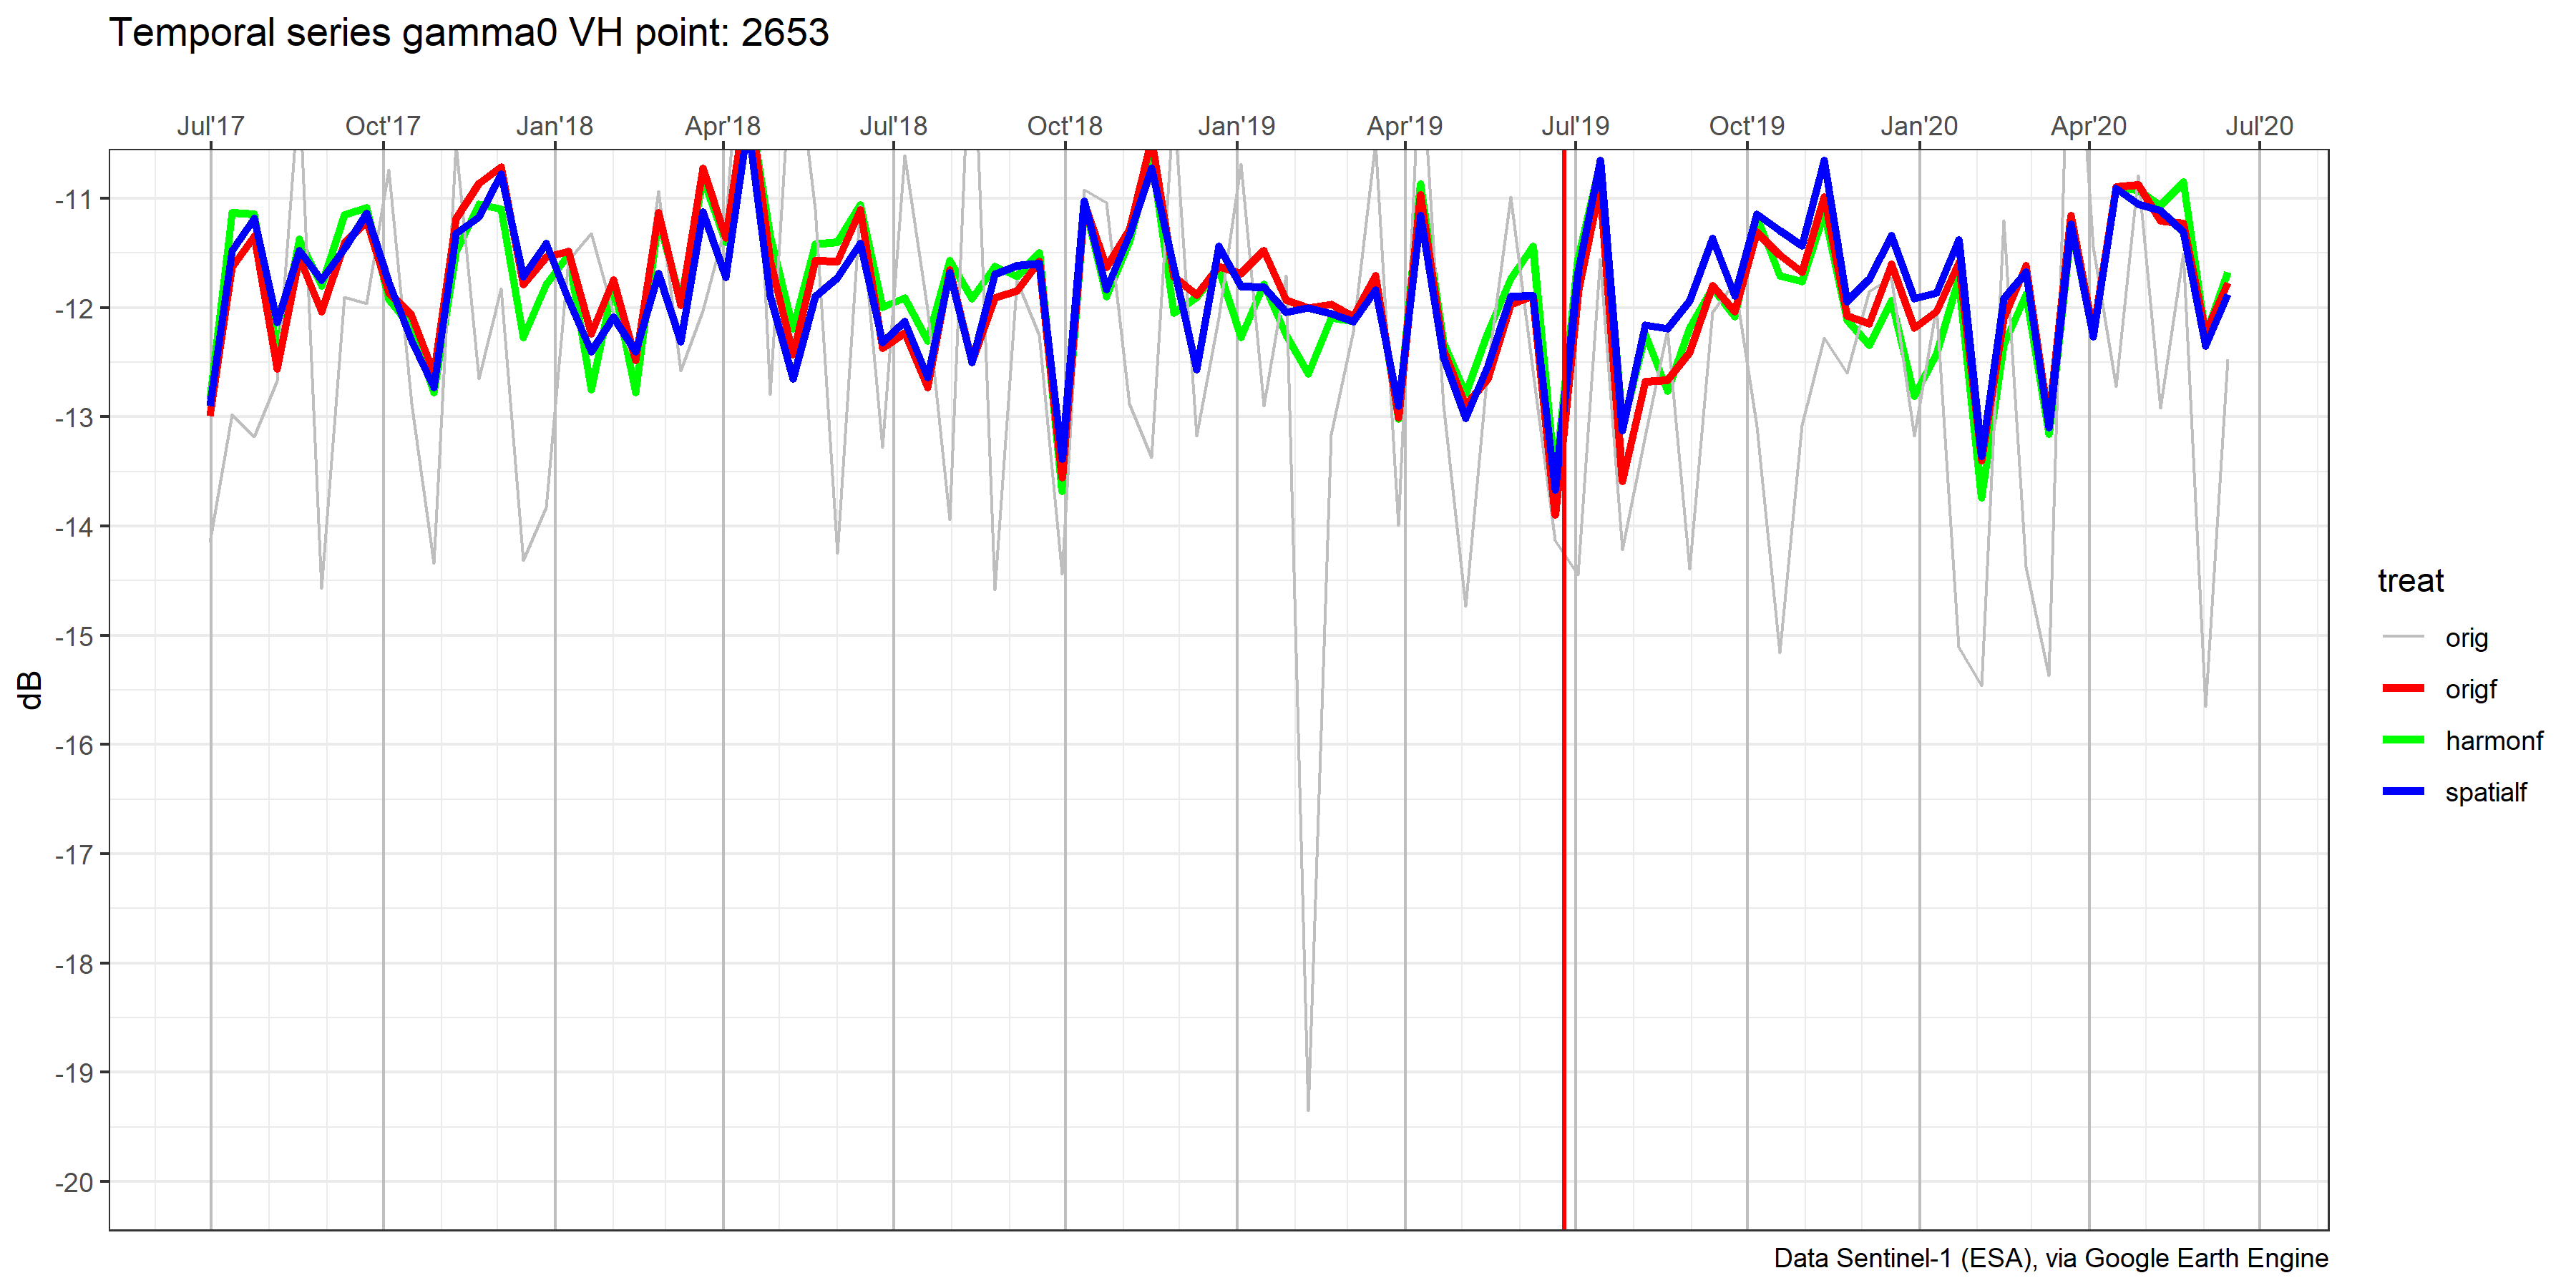 Temporal series gamma0 VH point: 2653
Jul'17 Oct'17 Jan'18 Apr'18 Jul'18 Oct'18 Jan'19 Apr'19 Jul'19 Oct'19 Jan'20 Apr'20 Jul'20
-11
-12
-13
-14
-15
-16
-17
-18
-19
-20
dB
treat
orig
origf
harmonf
spatialf
Data Sentinel-1 (ESA), via Google Earth Engine